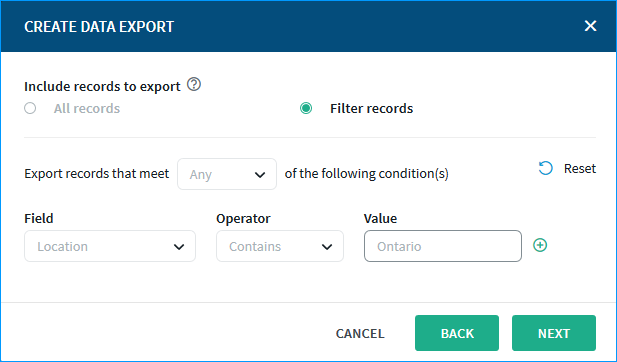 CREATE DATA EXPORT
Include records to export
All records Filter records
Export records that meet Any of the following condition(s) Reset
Field Operator Value
Location Contains Ontario
CANCEL BACK NEXT